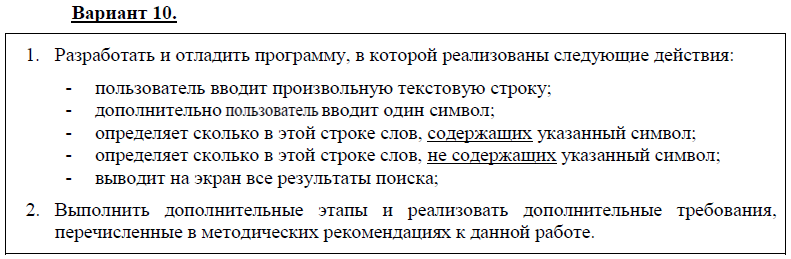 Вариант 10.
1. Разработать и отладить программу, в которой реализованы следующие действия:
- пользователь вводит произвольную текстовую строку;
- дополнительно пользователь вводит один символ;
- определяет сколько в этой строке слов, содержащих указанный символ;
- определяет сколько в этой строке слов, не содержащих указанный символ;
- выводит на экран все результаты поиска;
2. Выполнить дополнительные этапы и реализовать дополнительные требования,
перечисленные в методических рекомендациях к данной работе.